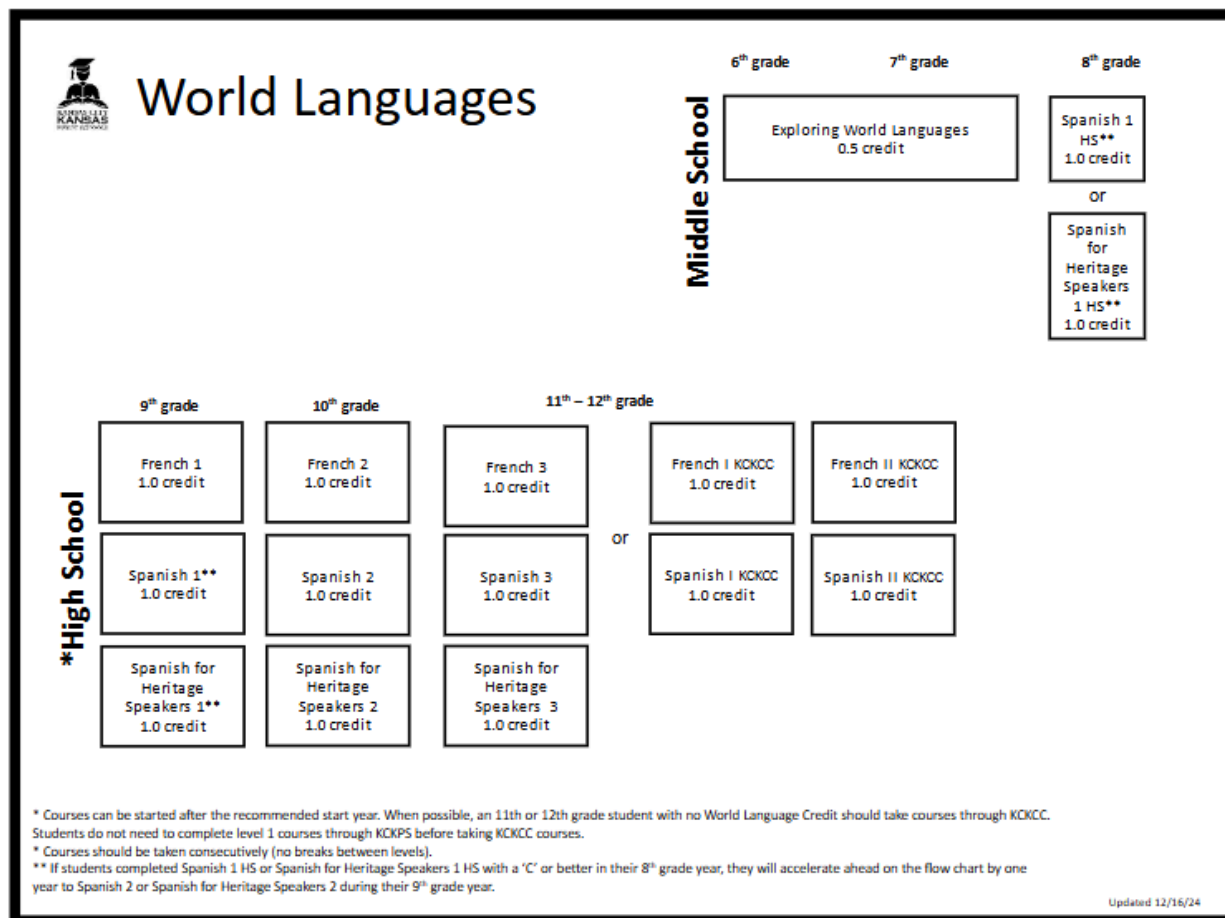 KANSAS CITY
KANSAS
PUBLIC SCHOOLS
World Languages
6th grade
7th grade
8th grade
Middle School
Exploring World Languages
0.5 credit
Spanish 1
HS**
1.0 credit
or
Spanish
for
Heritage
Speakers
1 HS**
1.0 credit
*High School
9th grade
10th grade
11th – 12th grade
French 1
1.0 credit
French 2
1.0 credit
French 3
1.0 credit
French I KCKCC
1.0 credit
French II KCKCC
1.0 credit
or
Spanish 1**
1.0 credit
Spanish 2
1.0 credit
Spanish 3
1.0 credit
Spanish I KCKCC
1.0 credit
Spanish II KCKCC
1.0 credit
Spanish for
Heritage
Speakers 1**
1.0 credit
Spanish for
Heritage
Speakers 2
1.0 credit
Spanish for
Heritage
Speakers 3
1.0 credit
* Courses can be started after the recommended start year. When possible, an 11th or 12th grade student with no World Language Credit should take courses through KCKCC.
Students do not need to complete level 1 courses through KCKPS before taking KCKCC courses.
* Courses should be taken consecutively (no breaks between levels).
** If students completed Spanish 1 HS or Spanish for Heritage Speakers 1 HS with a ‘C’ or better in their 8th grade year, they will accelerate ahead on the flow chart by one
year to Spanish 2 or Spanish for Heritage Speakers 2 during their 9th grade year.
Updated 12/16/24